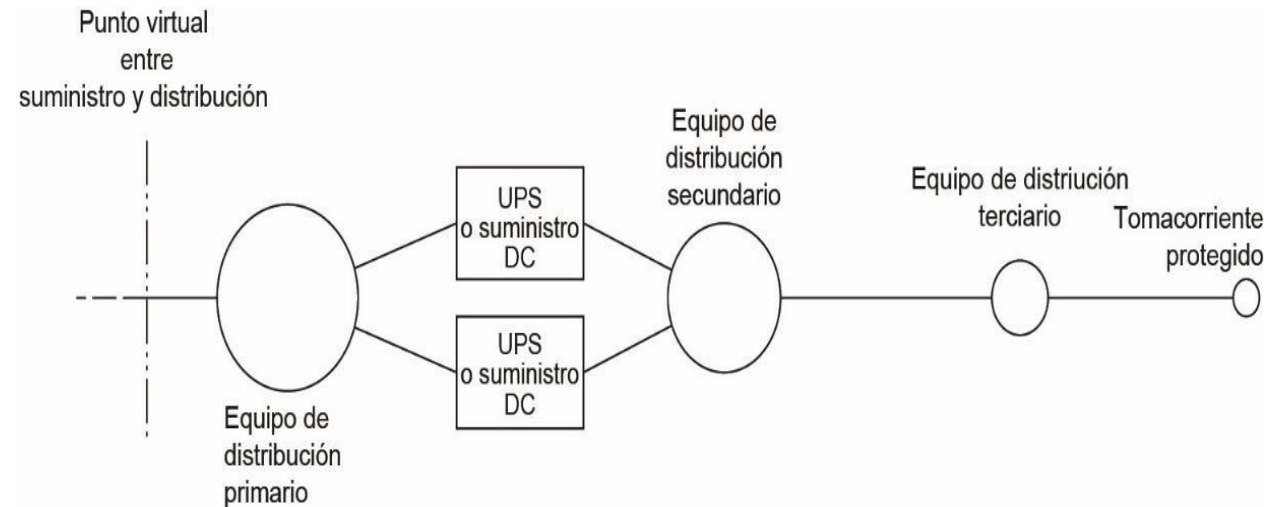 Punto virtual
entre
suministro y distribución
UPS
o suministro
DC
UPS
o suministro
DC
Equipo de
distribución
primario
Equipo de
distribución
secundario
Equipo de distriución
terciario
Tomacorriente
protegido